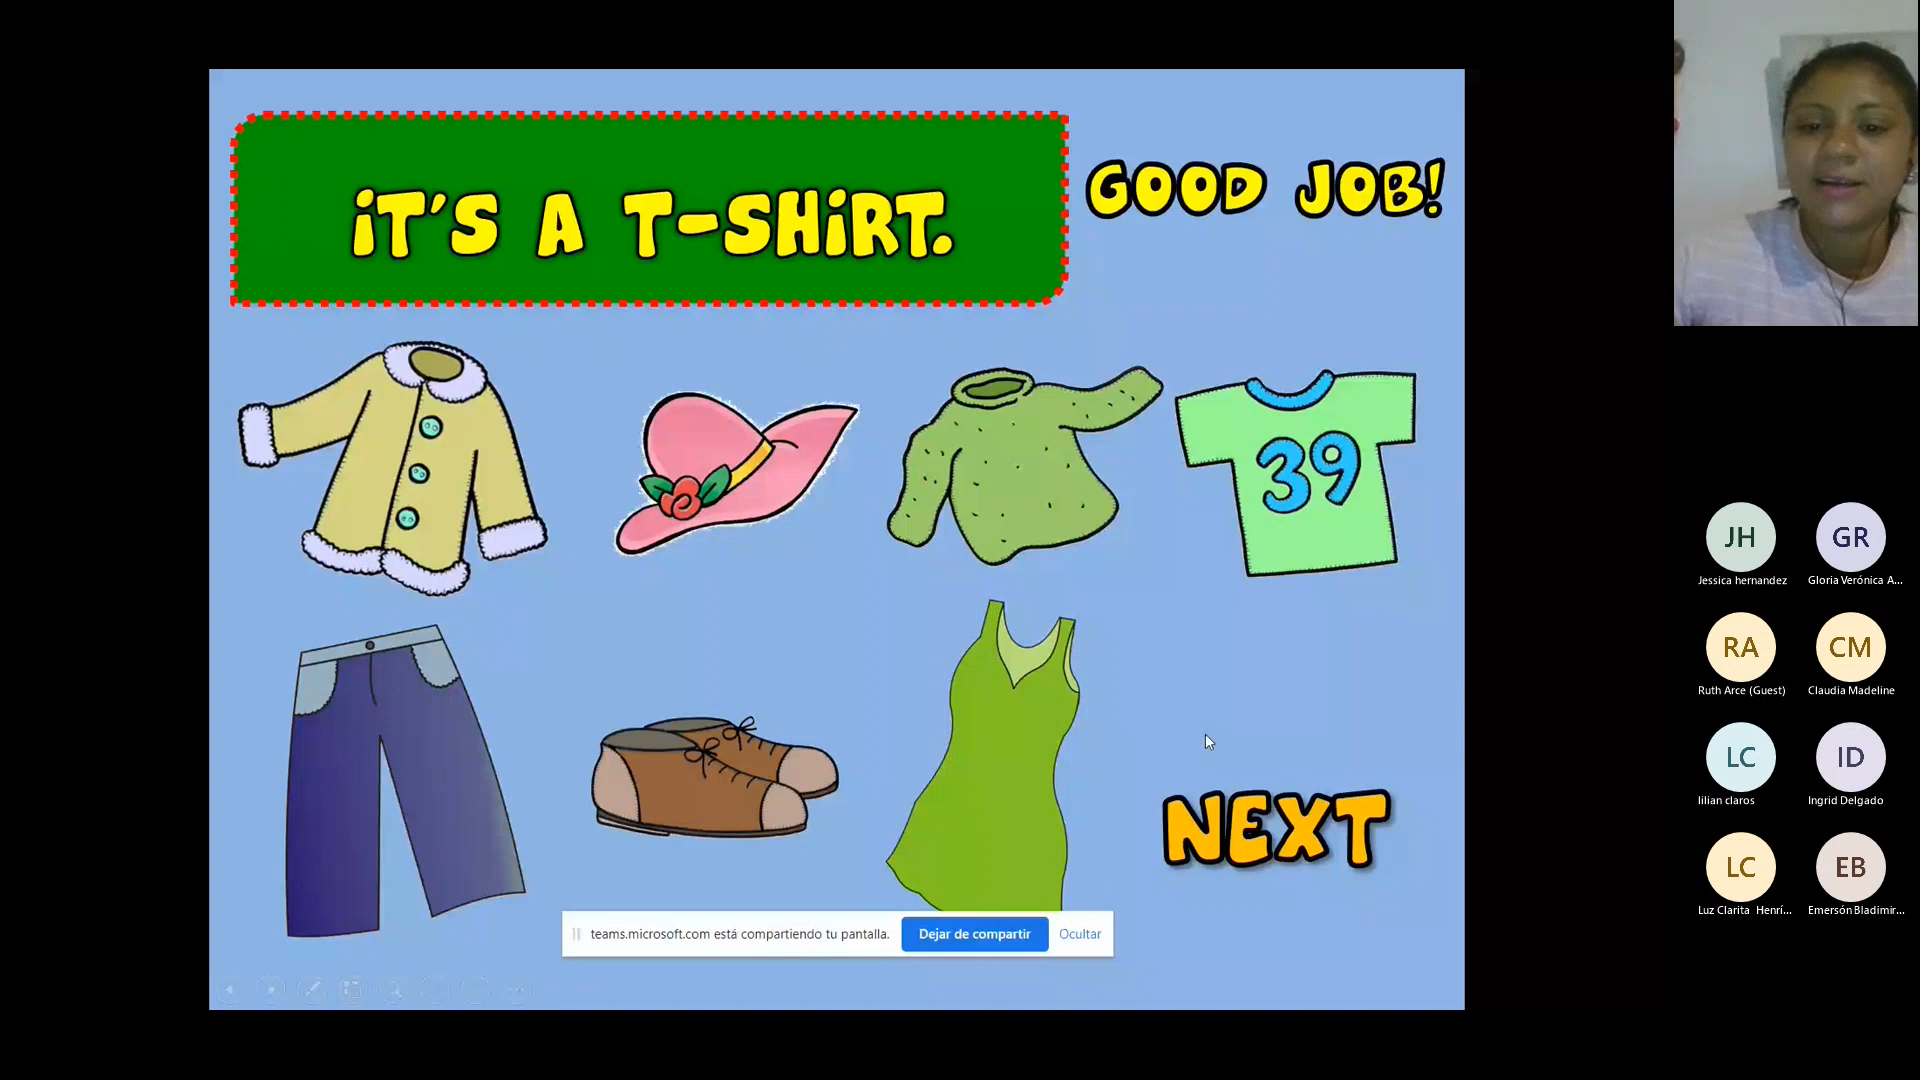 iT'S A T-SHiRT.
GOOD JOB!
39
NEXT
teams.microsoft.com está compartiendo tu pantalla.
Dejar de compartir
Ocultar
JH
GR
Jessica hernandez
Gloria Verónica A...
RA
CM
Ruth Arce (Guest)
Claudia Madeline
LC
ID
lilian claros
Ingrid Delgado
LC
EB
Luz Clarita Henrí...
Emersón Bladimir...